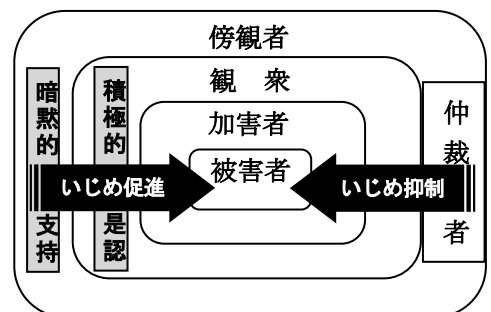 傍観者
観　衆
加害者
被害者
暗黙的支持
積極的是認
仲裁者
いじめ促進
いじめ抑制